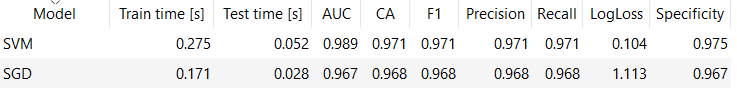 Model Train time [s] Test time [s] AUC CA F1 Precision Recall LogLoss Specificity
SVM 0.275 0.052 0.989 0.971 0.971 0.971 0.971 0.104 0.975
SGD 0.171 0.028 0.967 0.968 0.968 0.968 0.968 1.113 0.967